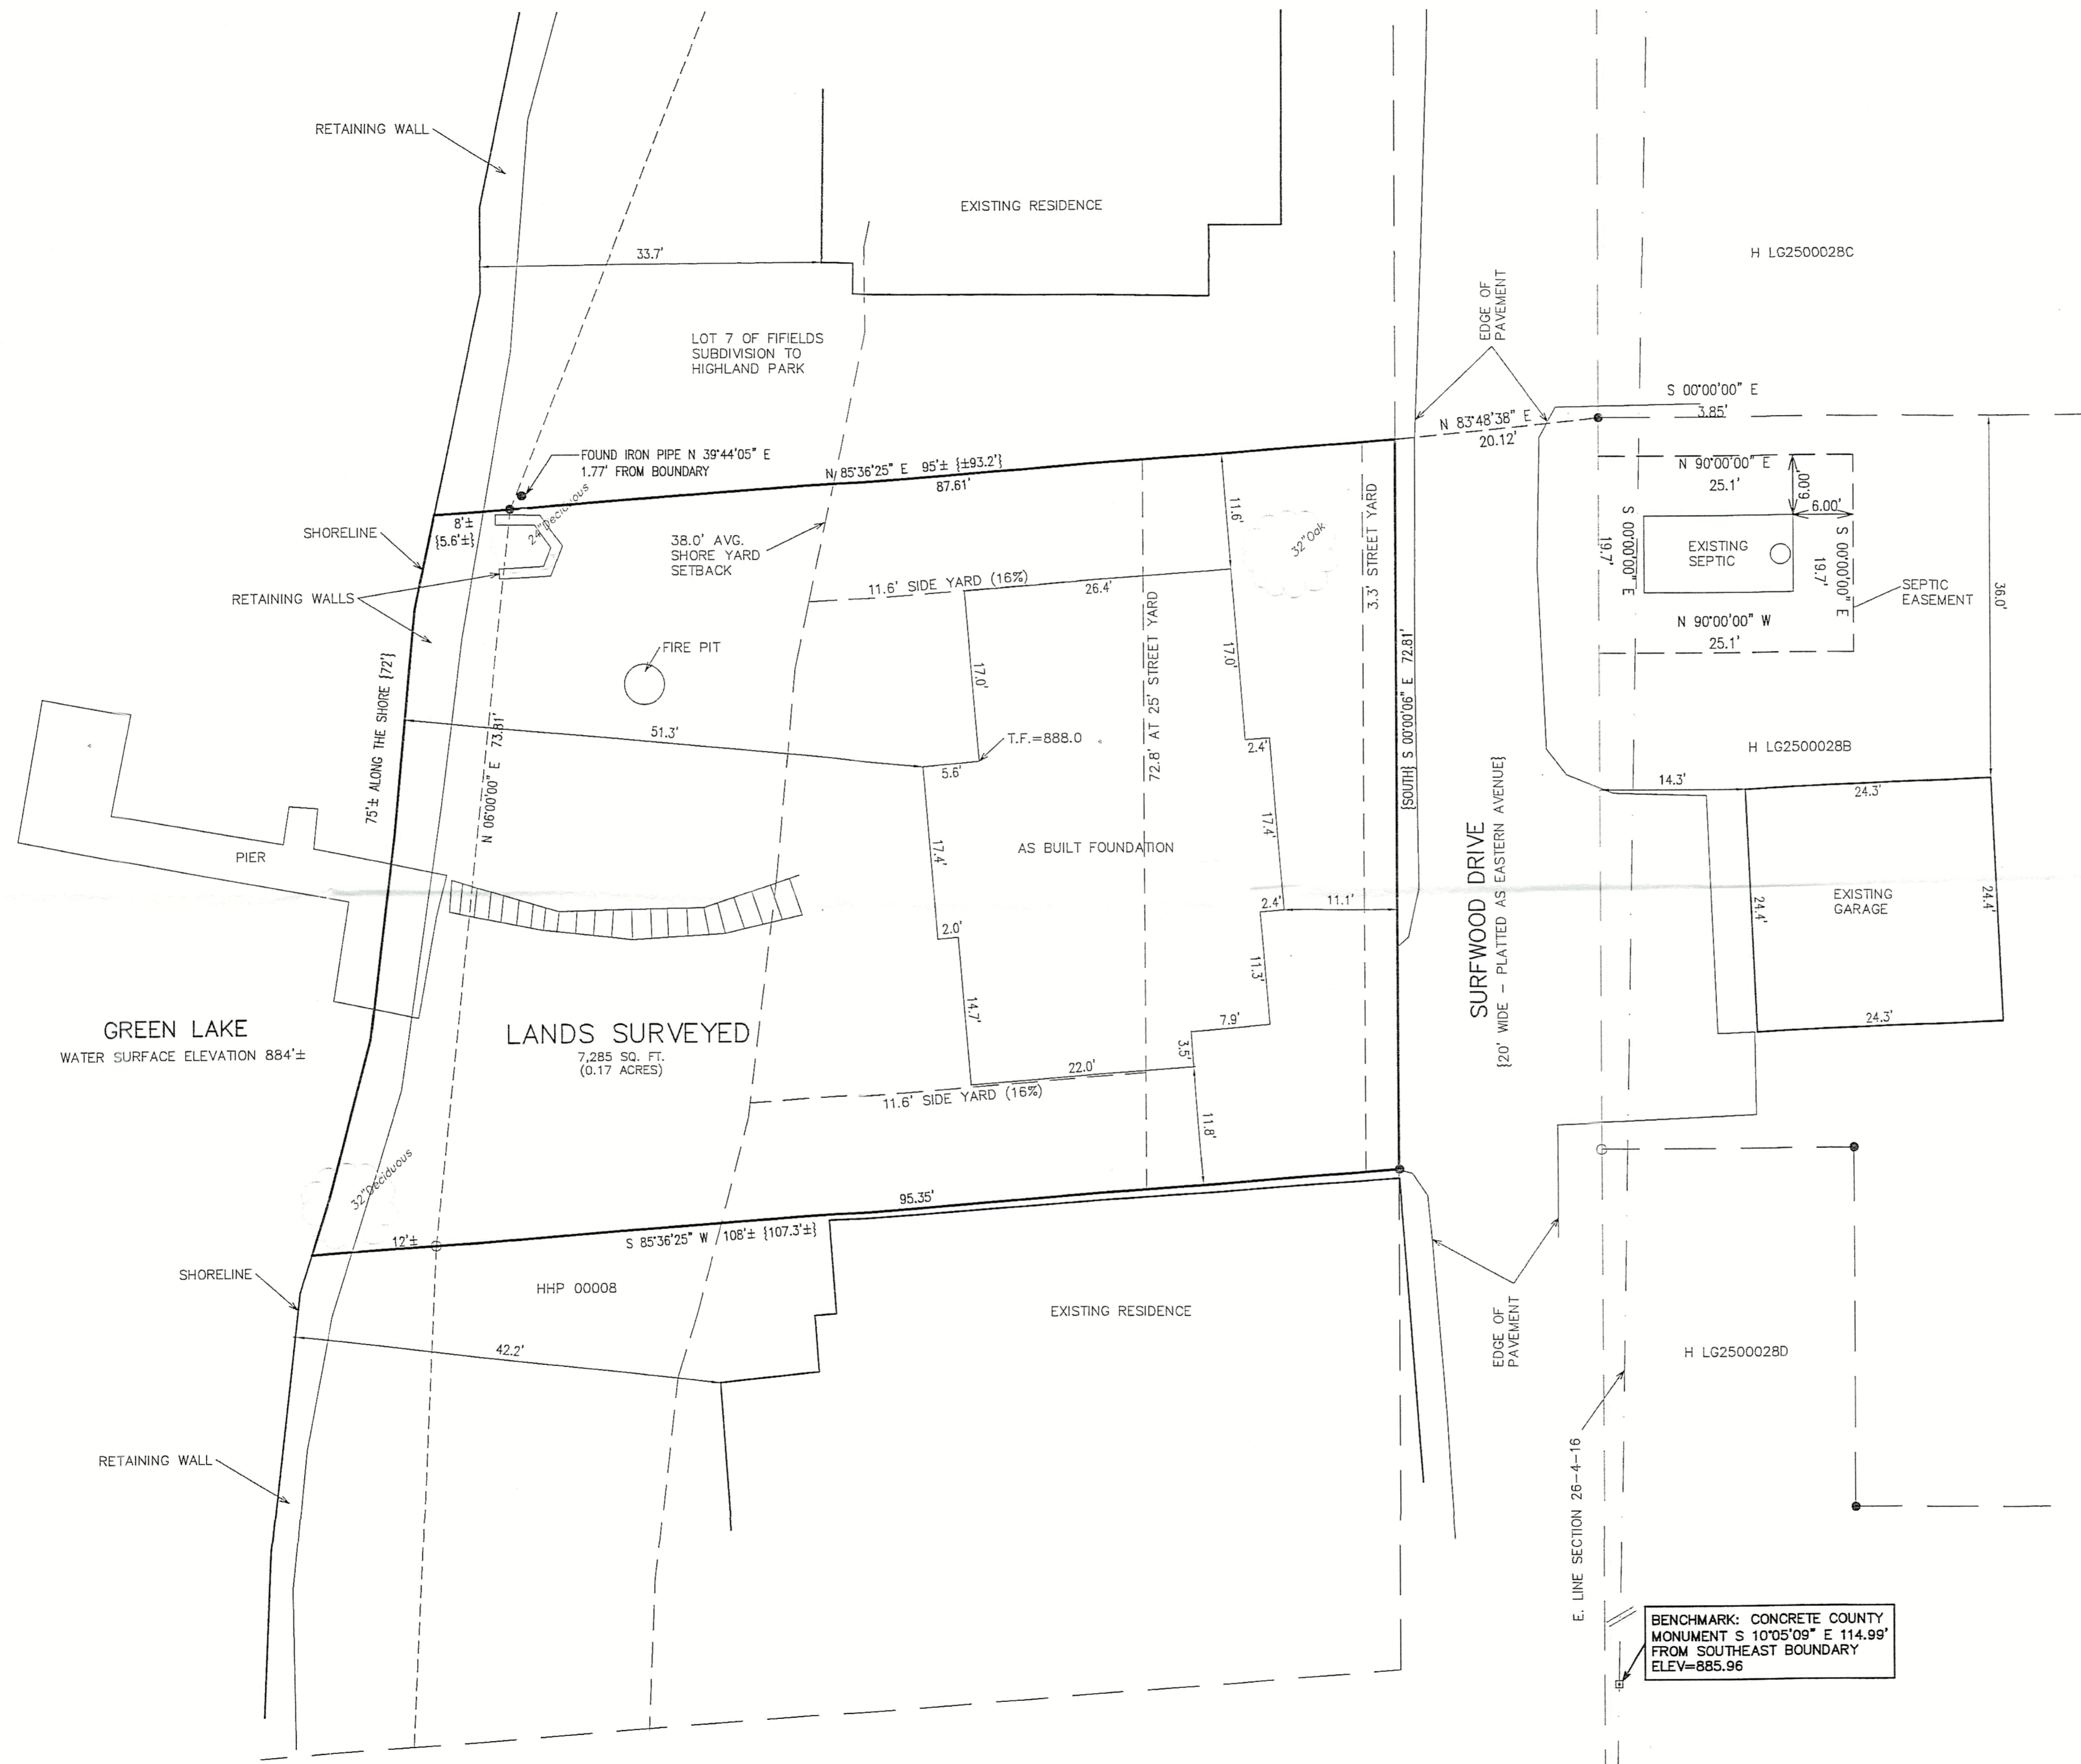 RETAINING WALL
EXISTING RESIDENCE
33.7'
H LG2500028C
EDGE OF
PAVEMENT
LOT 7 OF FIFIELDS
SUBDIVISION TO
HIGHLAND PARK
S 00°00'00" E
3.85'
N 83°48'38" E
20.12'
FOUND IRON PIPE N 39°44'05" E
1.77' FROM BOUNDARY
N 85°36'25" E 95'± {±93.2'}
87.61'
N 90°00'00" E
25.1'
6.00'
6.00'
24"Deciduous
8'±
{5.6'±}
SHORELINE
38.0' AVG.
SHORE YARD
SETBACK
11.6'
32"Oak
3.3' STREET YARD
S 00°00'00" E
19.7'
EXISTING
SEPTIC
S 00°00'00" E
19.7'
SEPTIC
EASEMENT
36.0'
RETAINING WALLS
11.6' SIDE YARD (16%)
26.4'
N 90°00'00" W
25.1'
FIRE PIT
17.0'
17.0'
72.8' AT 25' STREET YARD
{SOUTH} S 00°00'06" E 72.81'
75'± ALONG THE SHORE {72'}
N 06°00'00" E 73.81'
51.3'
T.F.=888.0
5.6'
2.4'
H LG2500028B
14.3'
24.3'
17.4'
17.4'
AS BUILT FOUNDATION
PIER
SURFWOOD DRIVE
{20' WIDE - PLATTED AS EASTERN AVENUE}
EXISTING
GARAGE
24.4'
24.4'
2.4'
11.1'
2.0'
11.3'
14.7'
GREEN LAKE
WATER SURFACE ELEVATION 884'±
LANDS SURVEYED
7,285 SQ. FT.
(0.17 ACRES)
7.9'
24.3'
3.5'
22.0'
11.6' SIDE YARD (16%)
11.8'
32"Deciduous
95.35'
12'±
S 85°36'25" W 108'± {107.3'±}
SHORELINE
HHP 00008
EXISTING RESIDENCE
42.2'
EDGE OF
PAVEMENT
H LG2500028D
RETAINING WALL
E. LINE SECTION 26-4-16
BENCHMARK: CONCRETE COUNTY
MONUMENT S 10°05'09" E 114.99'
FROM SOUTHEAST BOUNDARY
ELEV=885.96